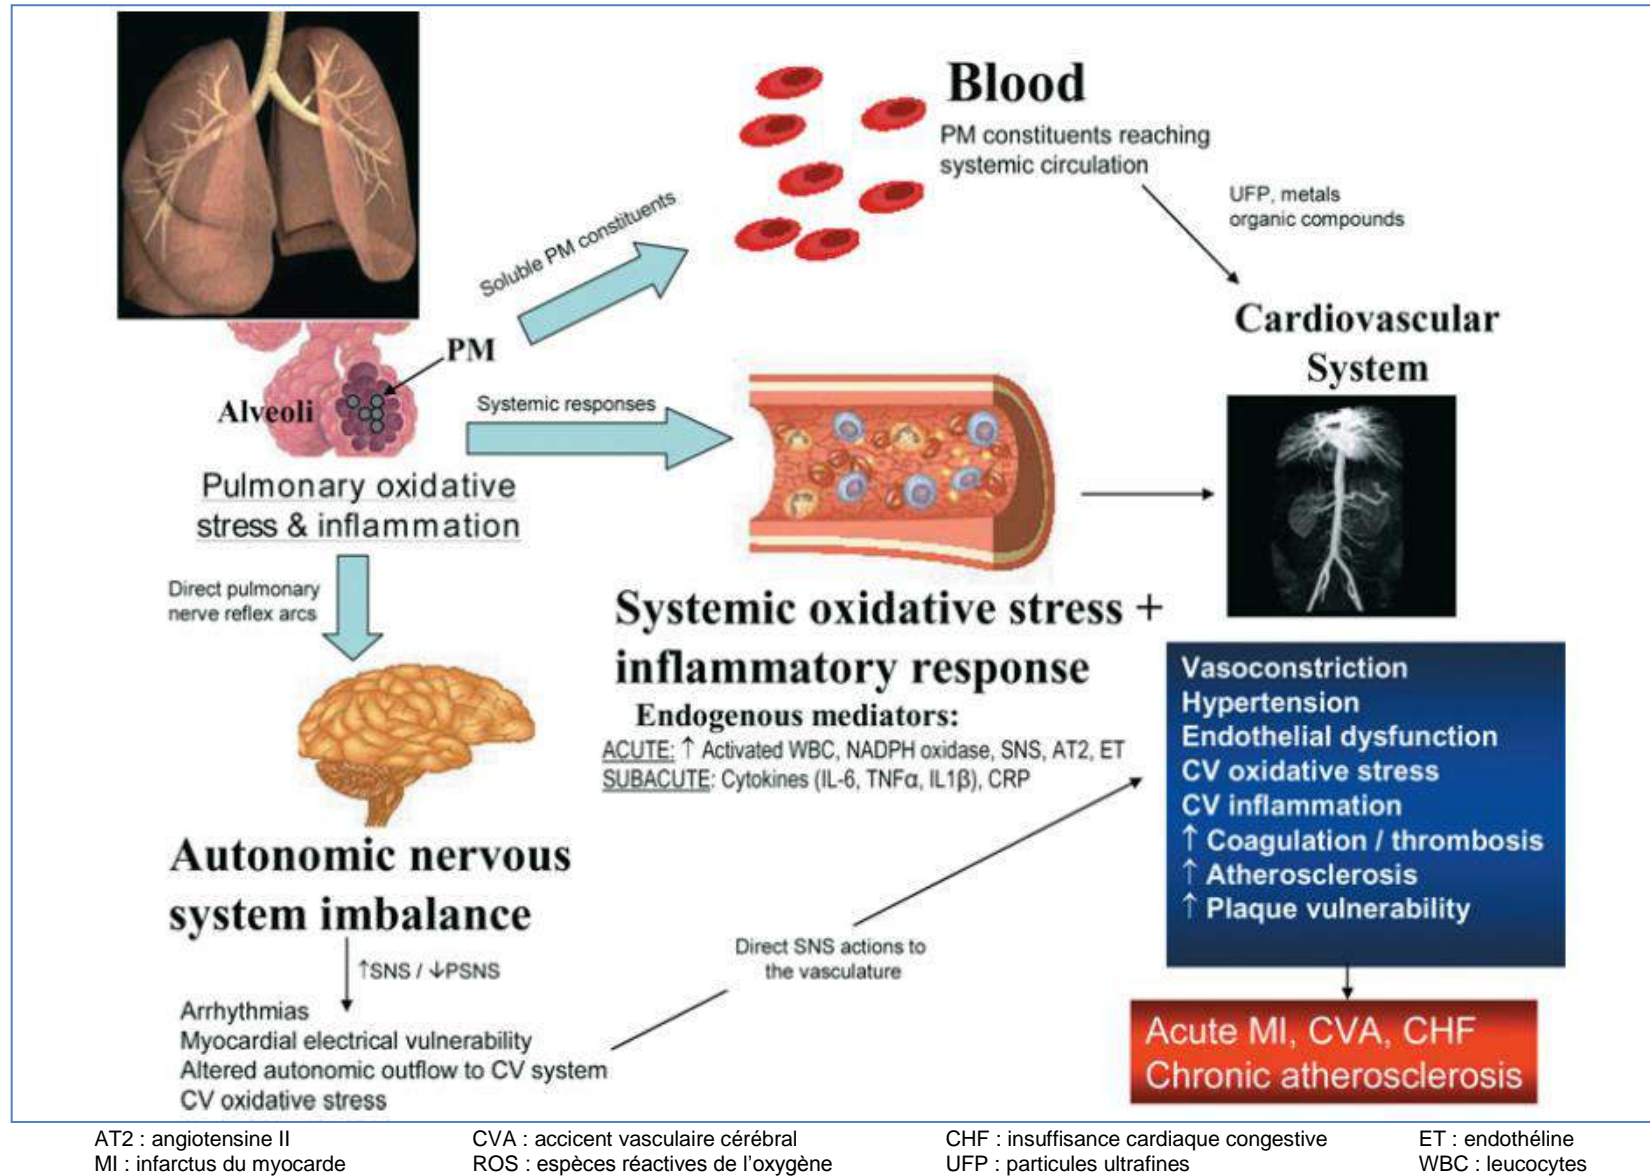 Blood
PM constituents reaching
systemic circulation
UFP, metals
organic compounds
Soluble PM constituents
Cardiovascular
System
PM
Alveoli
Systemic responses
Pulmonary oxidative
stress & inflammation
Direct pulmonary
nerve reflex arcs
Systemic oxidative stress +
inflammatory response
Endogenous mediators:
ACUTE: ↑ Activated WBC, NADPH oxidase, SNS, AT2, ET
SUBACUTE: Cytokines (IL-6, TNFα, IL1β), CRP
Vasoconstriction
Hypertension
Endothelial dysfunction
CV oxidative stress
CV inflammation
↑ Coagulation / thrombosis
↑ Atherosclerosis
↑ Plaque vulnerability
Autonomic nervous
system imbalance
↑SNS / ↓PSNS
Direct SNS actions to
the vasculature
Arrhythmias
Myocardial electrical vulnerability
Altered autonomic outflow to CV system
CV oxidative stress
Acute MI, CVA, CHF
Chronic atherosclerosis
AT2 : angiotensine II CVA : accicent vasculaire cérébral CHF : insuffisance cardiaque congestive ET : endothéline
MI : infarctus du myocarde ROS : espèces réactives de l’oxygène UFP : particules ultrafines WBC : leucocytes